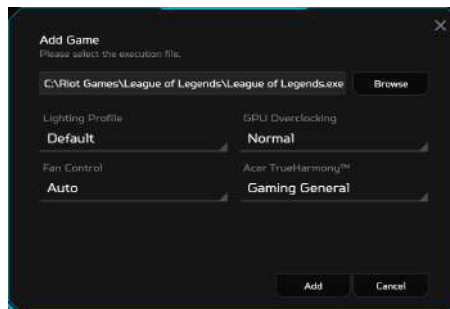 Add Game
Please select the execution file.
C:\Riot Games\League of Legends\League of Legends.exe Browse
Lighting Profile GPU Overclocking
Default Normal
Fan Control Acer TrueHarmony™
Auto Gaming General
Add Cancel